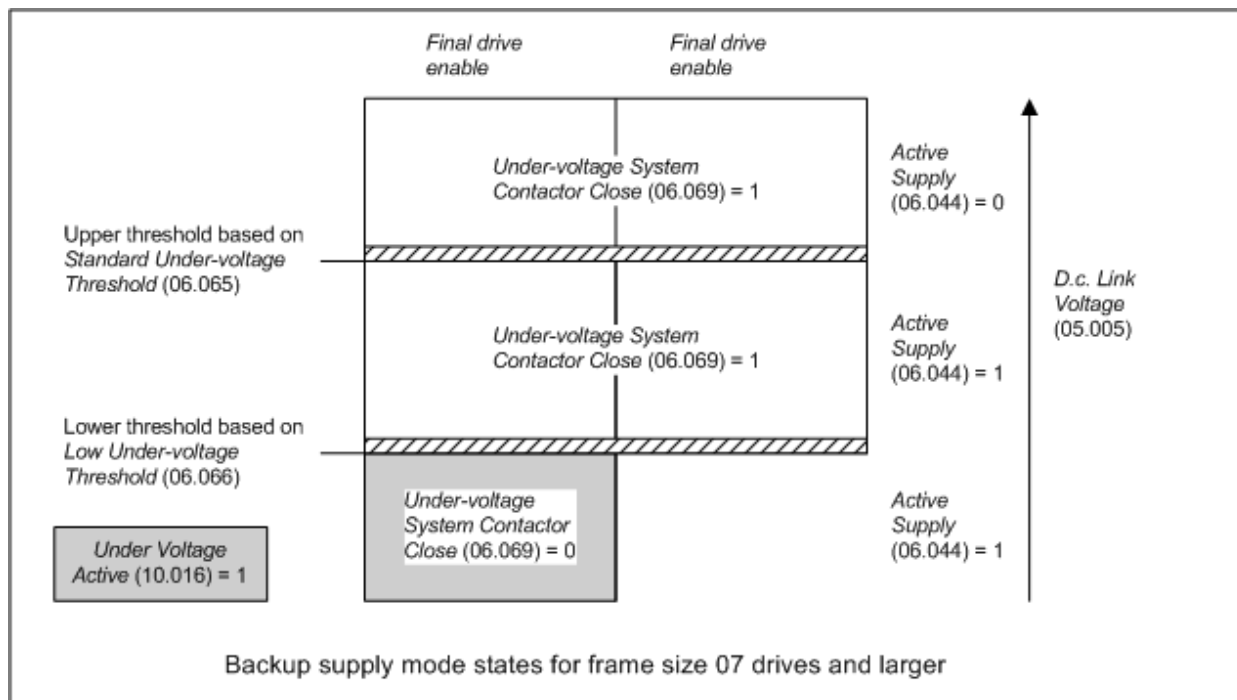 Final drive
enable
Final drive
enable
Under-voltage System
Contactor Close (06.069) = 1
Active
Supply
(06.044) = 0
Upper threshold based on
Standard Under-voltage
Threshold (06.065)
D.c. Link
Voltage
(05.005)
Under-voltage System
Contactor Close (06.069) = 1
Active
Supply
(06.044) = 1
Lower threshold based on
Low Under-voltage
Threshold (06.066)
Under-voltage
System Contactor
Close (06.069) = 0
Active
Supply
(06.044) = 1
Under Voltage
Active (10.016) = 1
Backup supply mode states for frame size 07 drives and larger